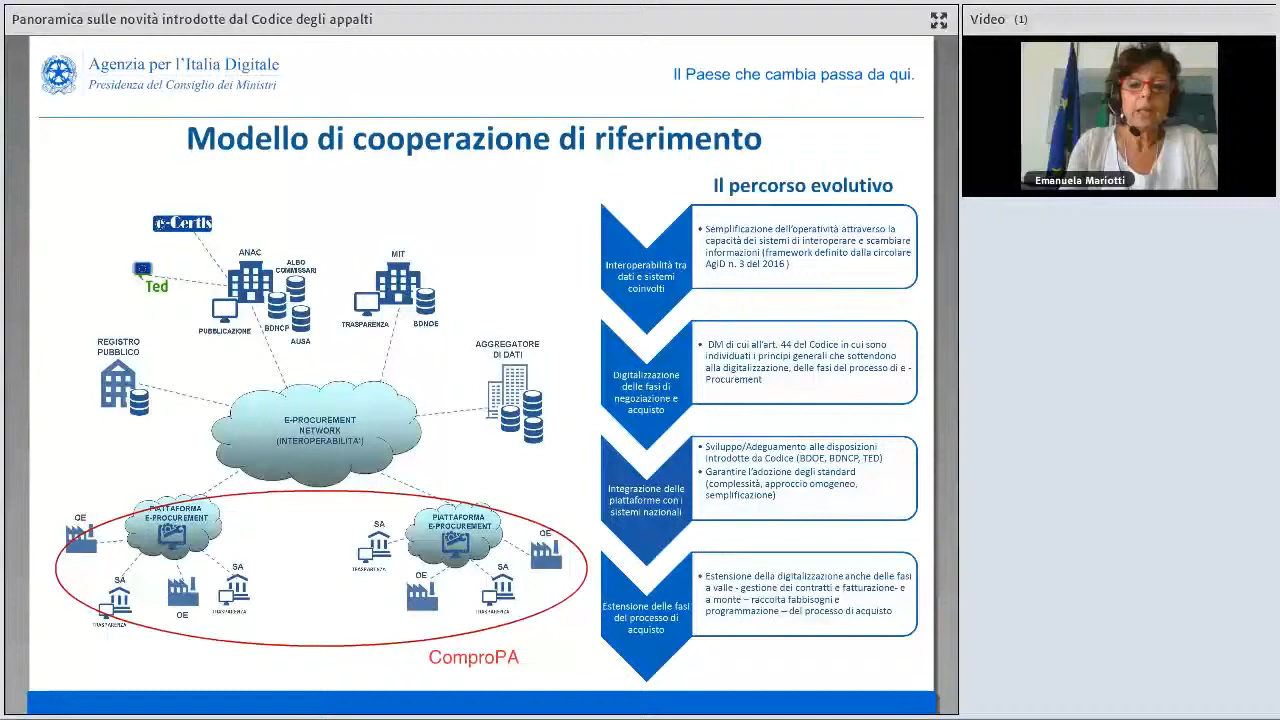 Panoramica sulle novità introdotte dal Codice degli appalti
Video (1)
Agenzia per l'Italia Digitale
Presidenza del Consiglio dei Ministri
Il Paese che cambia passa da qui.
Emanuela Mariotti
Modello di cooperazione di riferimento
Il percorso evolutivo
e-Certis
Ted
ANAC
ALBO
COMMISSARI
PUBBLICAZIONE
BDNCP
AUSA
MIT
TRASPARENZA
BDNOE
REGISTRO
PUBBLICO
AGGREGATORE
DI DATI
E-PROCUREMENT
NETWORK
(INTEROPERABILITA')
OE
PIATTAFORMA
E-PROCUREMENT
SA
TRASPARENZA
OE
SA
TRASPARENZA
SA
TRASPARENZA
PIATTAFORMA
E-PROCUREMENT
OE
OE
SA
TRASPARENZA
ComproPA
Interoperabilità tra
dati e sistemi
coinvolti
• Semplificazione dell'operatività attraverso la
capacità dei sistemi di interoperare e scambiare
informazioni (framework definito dalla circolare
AgiD n. 3 del 2016 )
Digitalizzazione
delle fasi di
negoziazione e
acquisto
• DM di cui all'art. 44 del Codice in cui sono
individuati i principi generali che sottendono
alla digitalizzazione, delle fasi del processo di e -
Procurement
Integrazione delle
piattaforme con i
sistemi nazionali
• Sviluppo/Adeguamento alle disposizioni
introdotte da Codice (BDOE, BDNCP, TED)
• Garantire l'adozione degli standard
(complessità, approccio omogeneo,
semplificazione)
Estensione delle fasi
del processo di
acquisto
• Estensione della digitalizzazione anche delle fasi
a valle - gestione dei contratti e fatturazione- e
a monte – raccolta fabbisogni e
programmazione – del processo di acquisto